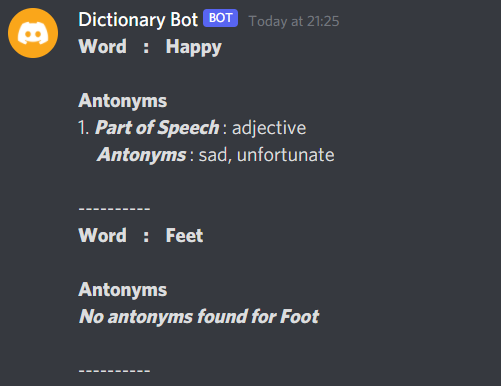 Dictionary Bot BOT Today at 21:25
Word : Happy
Antonyms
1. Part of Speech : adjective
Antonyms : sad, unfortunate
----------
Word : Feet
Antonyms
No antonyms found for Foot
----------